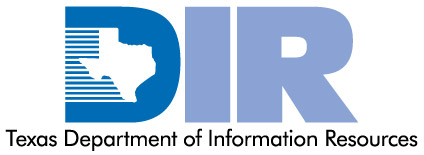 DIR
Texas Department of Information Resources